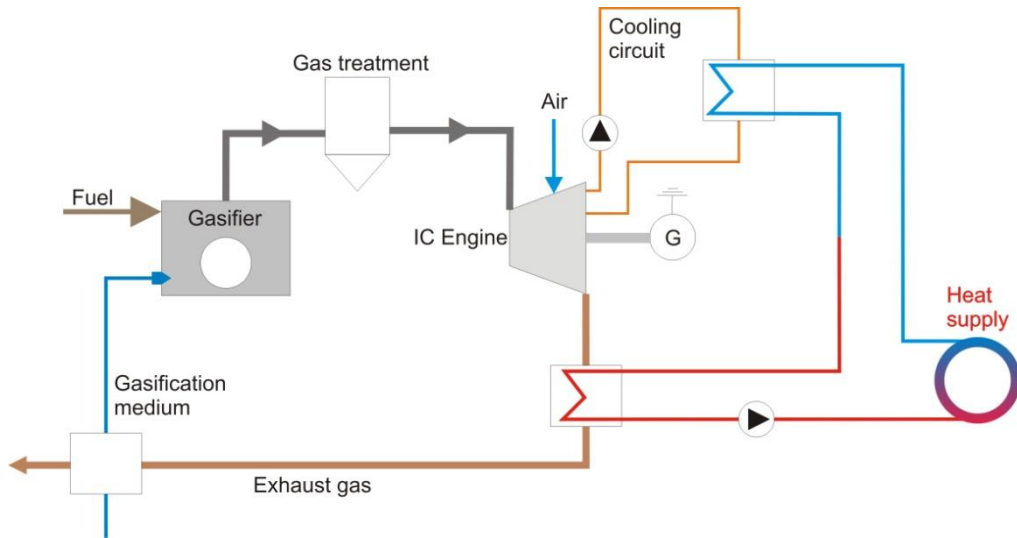 Cooling
circuit
Gas treatment
Air
Fuel
Gasifier
IC Engine
G
Heat
supply
Gasification
medium
Exhaust gas